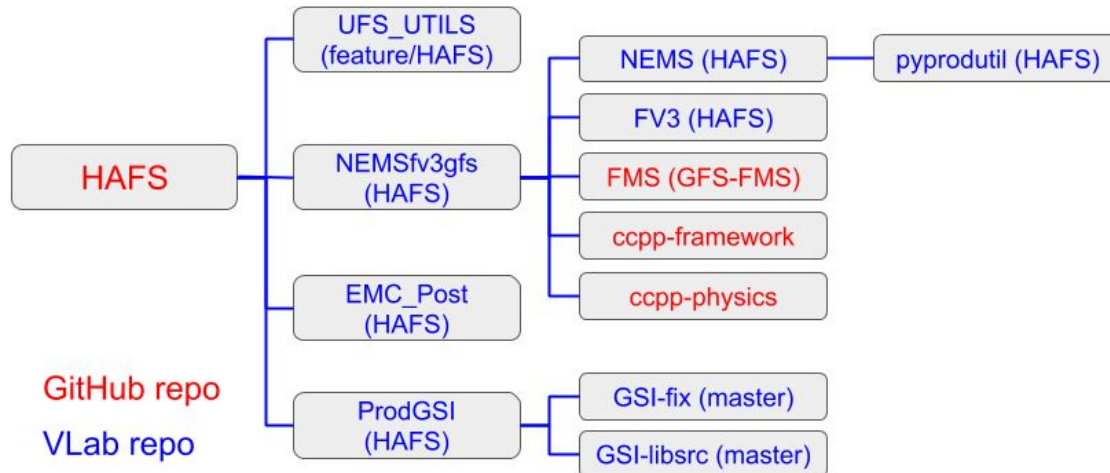 HAFS
UFS_UTILS
(feature/HAFS)
NEMSfv3gfs
(HAFS)
EMC_Post
(HAFS)
ProdGSI
(HAFS)
NEMS (HAFS)
pyprodutil (HAFS)
FV3 (HAFS)
FMS (GFS-FMS)
ccpp-framework
ccpp-physics
GSI-fix (master)
GSI-libsrc (master)
GitHub repo
VLab repo